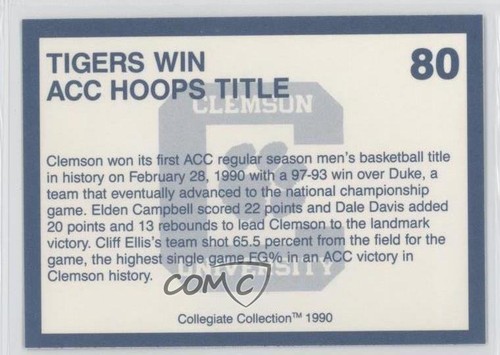 TIGERS WIN
ACC HOOPS TITLE
80
CLEMSON
Clemson won its first ACC regular season men's basketball title
in history on February 28, 1990 with a 97-93 win over Duke, a
team that eventually advanced to the national championship
game. Elden Campbell scored 22 points and Dale Davis added
20 points and 13 rebounds to lead Clemson to the landmark
victory. Cliff Ellis's team shot 65.5 percent from the field for
the game, the highest single game FG% in an ACC victory in
Clemson history.
UNIVERSITY
COMC
Collegiate Collection™ 1990